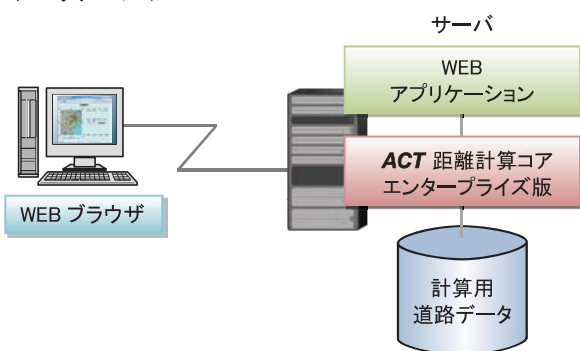 サーバ
WEB
アプリケーション
ACT 距離計算コア
エンタープライズ版
WEB ブラウザ
計算用
道路データ